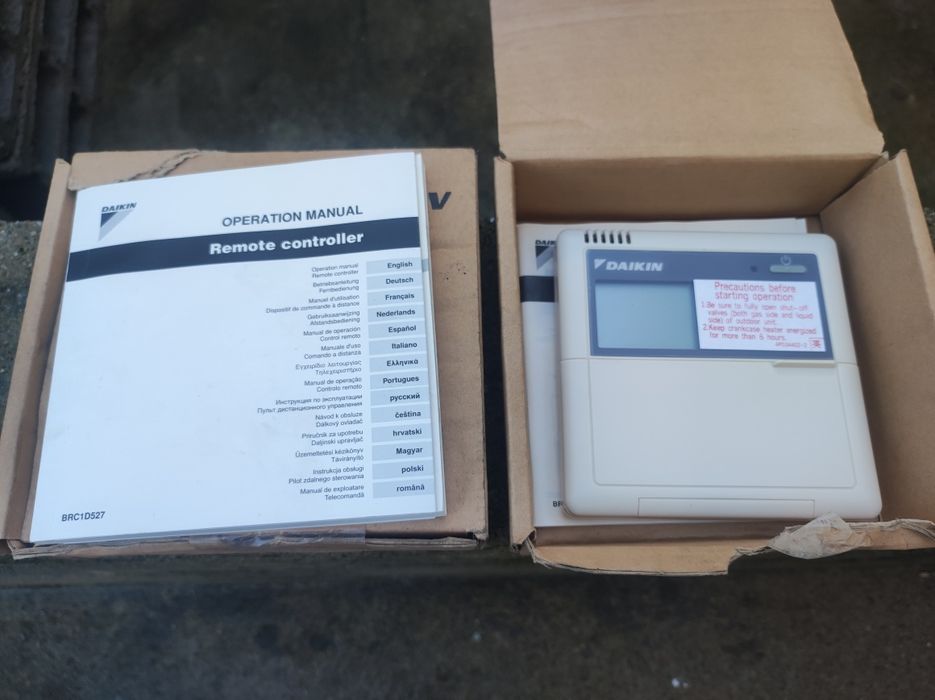 DAIKIN
OPERATION MANUAL
Remote controller
Operation manual
Remote controller
English
Betriebsanleitung
Fernbedienung
Deutsch
Manuel d'utilisation
Dispositif de commande à distance
Français
Gebruiksaanwijzing
Afstandsbediening
Nederlands
Manual de operación
Control remoto
Español
Manuale d'uso
Comando a distanza
Italiano
Εγχειρίδιο λειτουργίας
Τηλεχειριστήριο
Ελληνικά
Manual de operação
Controlo remoto
Portugues
Инструкция по эксплуатации
Пульт дистанционного управления
русский
Návod k obsluze
Dálkový ovladač
čeština
Priručnik za upotrebu
Daljinski upravljač
hrvatski
Üzemeltetési kézikönyv
Távirányító
Magyar
Instrukcja obsługi
Pilot zdalnego sterowania
polski
Manual de exploatare
Telecomandă
română
BRC1D527
V
DAIK
BR
DAIKIN
Precautions before
starting operation
1.Be sure to fully open shut-off
valves (both gas side and liquid
side) of outdoor unit.
2.Keep crankcase heater energized
for more than 6 hours.